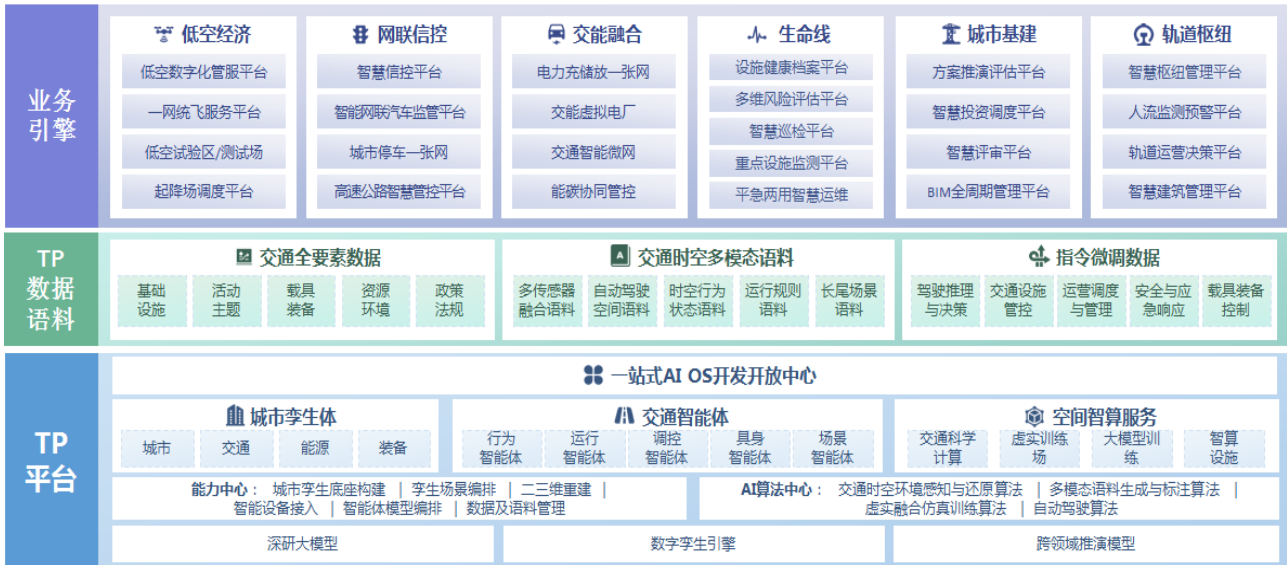 业务
引擎
低空经济
低空数字化管服平台
一网统飞服务平台
低空试验区/测试场
起降场调度平台
网联信控
智慧信控平台
智能网联汽车监管平台
城市停车一张网
高速公路智慧管控平台
交能融合
电力充储放一张网
交能虚拟电厂
交通智能微网
能碳协同管控
生命线
设施健康档案平台
多维风险评估平台
智慧巡检平台
重点设施监测平台
平急两用智慧运维
城市基建
方案推演评估平台
智慧投资调度平台
智慧评审平台
BIM全周期管理平台
轨道枢纽
智慧枢纽管理平台
人流监测预警平台
轨道运营决策平台
智慧建筑管理平台
TP
数据
语料
交通全要素数据
基础
设施
活动
主题
载具
装备
资源
环境
政策
法规
交通时空多模态语料
多传感器
融合语料
自动驾驶
空间语料
时空行为
状态语料
运行规则
语料
长尾场景
语料
指令微调数据
驾驶推理
与决策
交通设施
管控
运营调度
与管理
安全与应
急响应
载具装备
控制
TP
平台
一站式AI OS开发开放中心
城市孪生体
城市
交通
能源
装备
交通智能体
行为
智能体
运行
智能体
调控
智能体
具身
智能体
场景
智能体
空间智算服务
交通科学
计算
虚实训练
场
大模型训
练
智算
设施
能力中心： 城市孪生底座构建 | 孪生场景编排 | 二三维重建 |
智能设备接入 | 智能体模型编排 | 数据及语料管理
AI算法中心： 交通时空环境感知与还原算法 | 多模态语料生成与标注算法 |
虚实融合仿真训练算法 | 自动驾驶算法
深研大模型
数字孪生引擎
跨领域推演模型